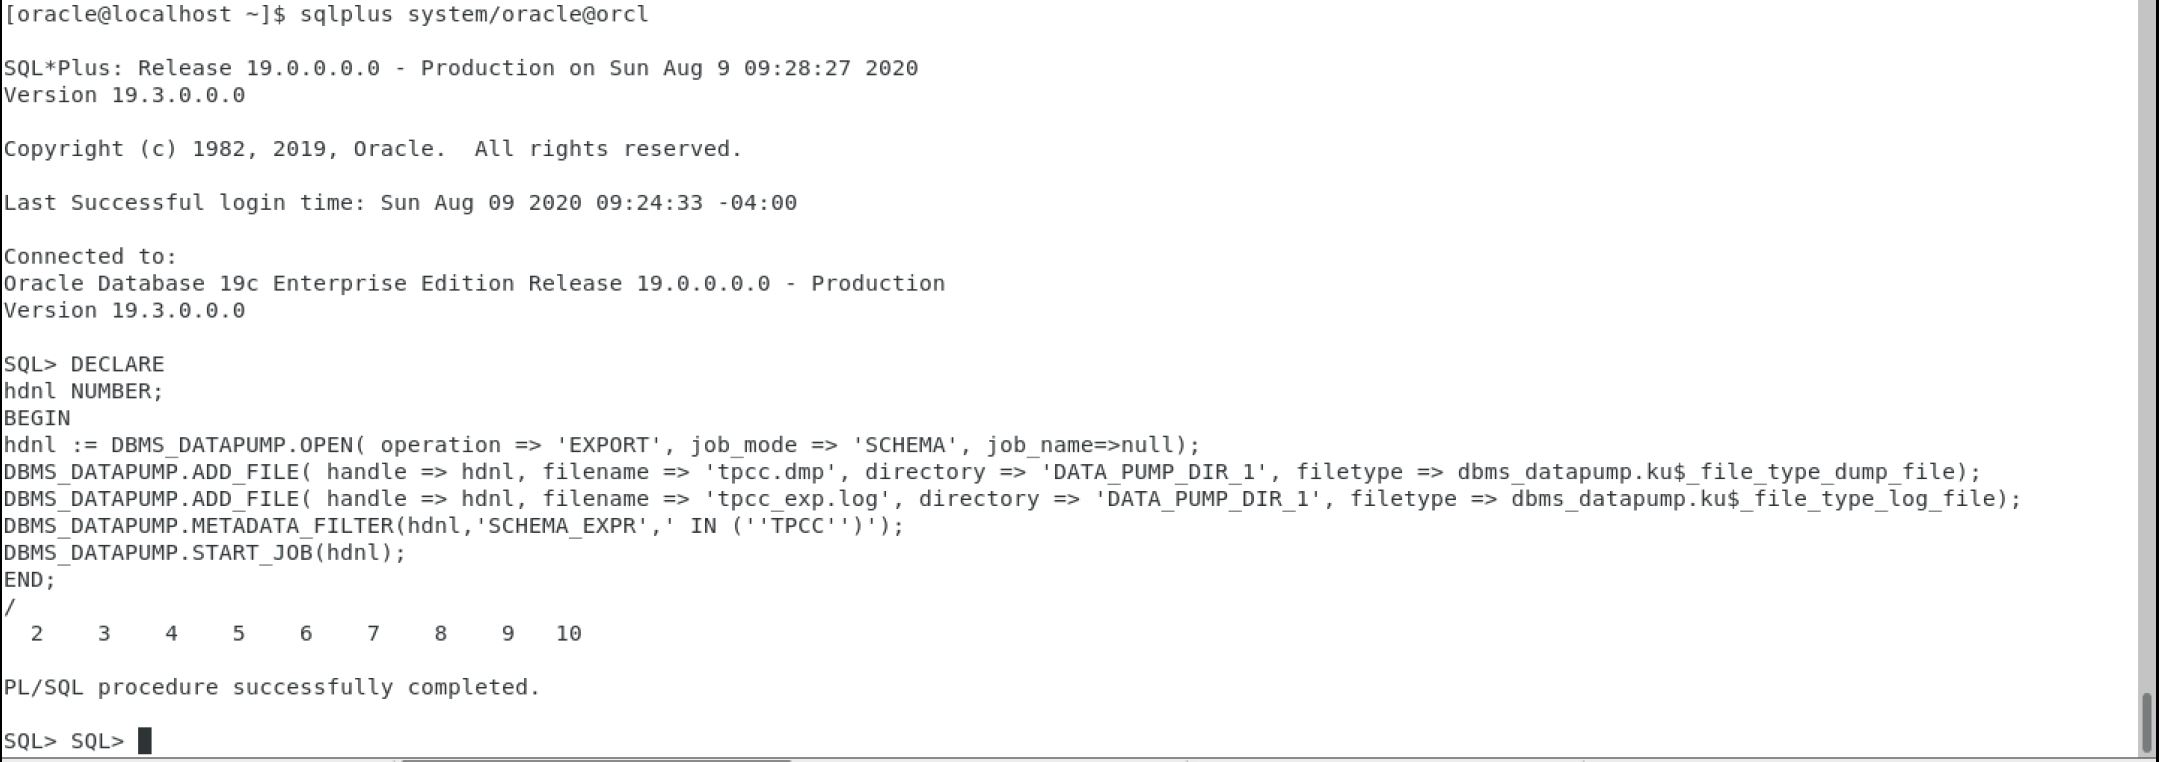 [oracle@localhost ~]$ sqlplus system/oracle@orcl
SQL*Plus: Release 19.0.0.0.0 - Production on Sun Aug 9 09:28:27 2020
Version 19.3.0.0.0
Copyright (c) 1982, 2019, Oracle.  All rights reserved.
Last Successful login time: Sun Aug 09 2020 09:24:33 -04:00
Connected to:
Oracle Database 19c Enterprise Edition Release 19.0.0.0.0 - Production
Version 19.3.0.0.0
SQL> DECLARE
hdnl NUMBER;
BEGIN
hdnl := DBMS_DATAPUMP.OPEN( operation => 'EXPORT', job_mode => 'SCHEMA', job_name=>null);
DBMS_DATAPUMP.ADD_FILE( handle => hdnl, filename => 'tpcc.dmp', directory => 'DATA_PUMP_DIR_1', filetype => dbms_datapump.ku$_file_type_dump_file);
DBMS_DATAPUMP.ADD_FILE( handle => hdnl, filename => 'tpcc_exp.log', directory => 'DATA_PUMP_DIR_1', filetype => dbms_datapump.ku$_file_type_log_file);
DBMS_DATAPUMP.METADATA_FILTER(hdnl,'SCHEMA_EXPR',' IN (''TPCC'')');
DBMS_DATAPUMP.START_JOB(hdnl);
END;
/
  2    3    4    5    6    7    8    9   10
PL/SQL procedure successfully completed.
SQL> SQL>